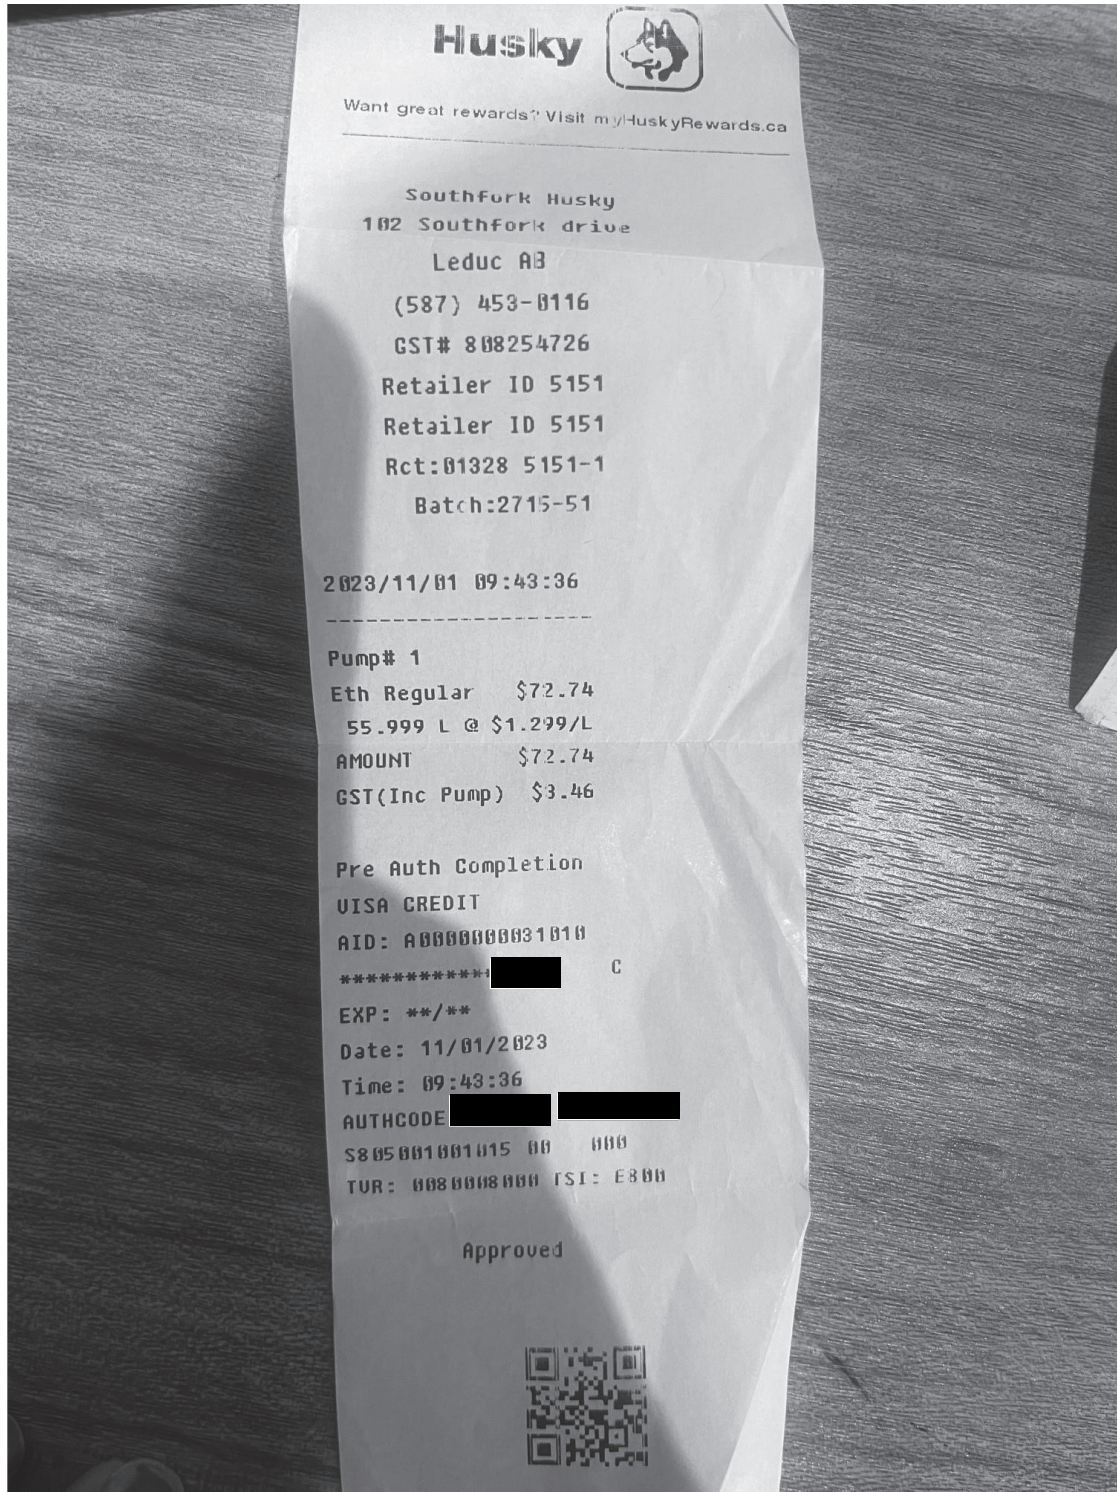 Husky
Want great rewards? Visit myHuskyRewards.ca
Southfork Husky
102 Southfork drive
Leduc AB
(587) 453-0116
GST# 808254726
Retailer ID 5151
Retailer ID 5151
Rct:01328 5151-1
Batch:2715-51
2023/11/01 09:43:36
--------------------
Pump# 1
Eth Regular $72.74
55.999 L @ $1.299/L
AMOUNT $72.74
GST(Inc Pump) $3.46
Pre Auth Completion
VISA CREDIT
AID: A0000000031010
************ C
EXP: **/**
Date: 11/01/2023
Time: 09:43:36
AUTHCODE
S805001001015 00 000
TVR: 0080008000 TSI: E800
Approved